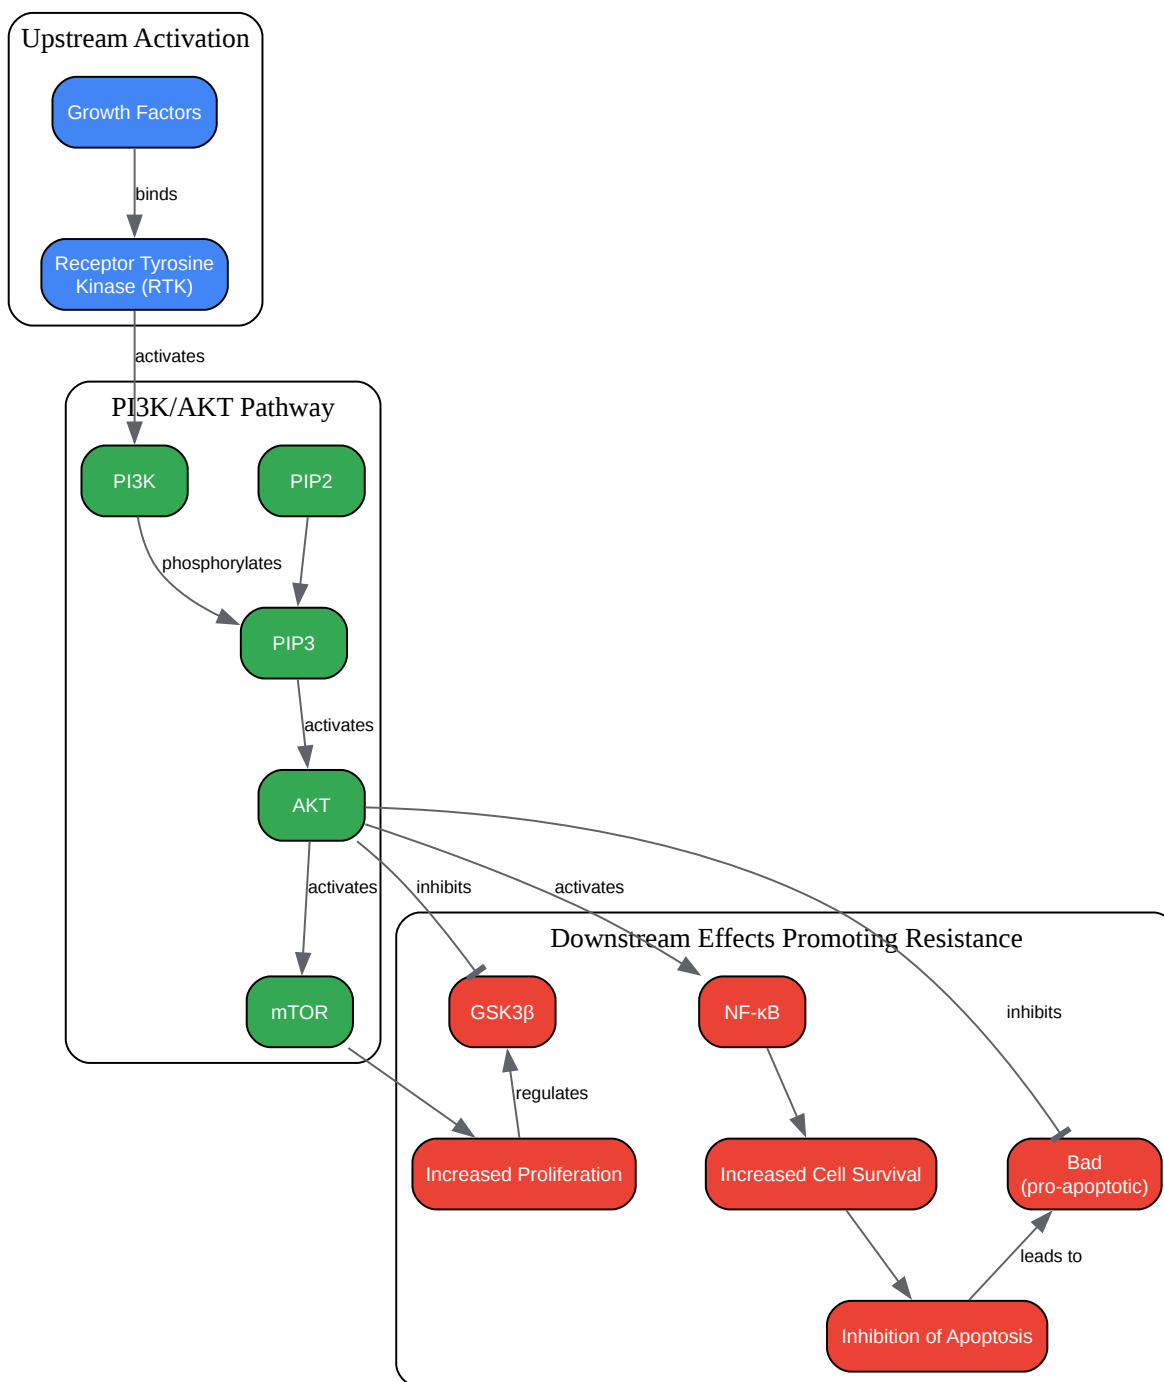 Upstream Activation
Growth Factors
binds
Receptor Tyrosine
Kinase (RTK)
activates
PI3K/AKT Pathway
PI3K
PIP2
phosphorylates
PIP3
activates
AKT
activates
inhibits
activates
Downstream Effects Promoting Resistance
mTOR
GSK3β
NF-κB
inhibits
regulates
Increased Proliferation
Increased Cell Survival
Bad
(pro-apoptotic)
leads to
Inhibition of Apoptosis